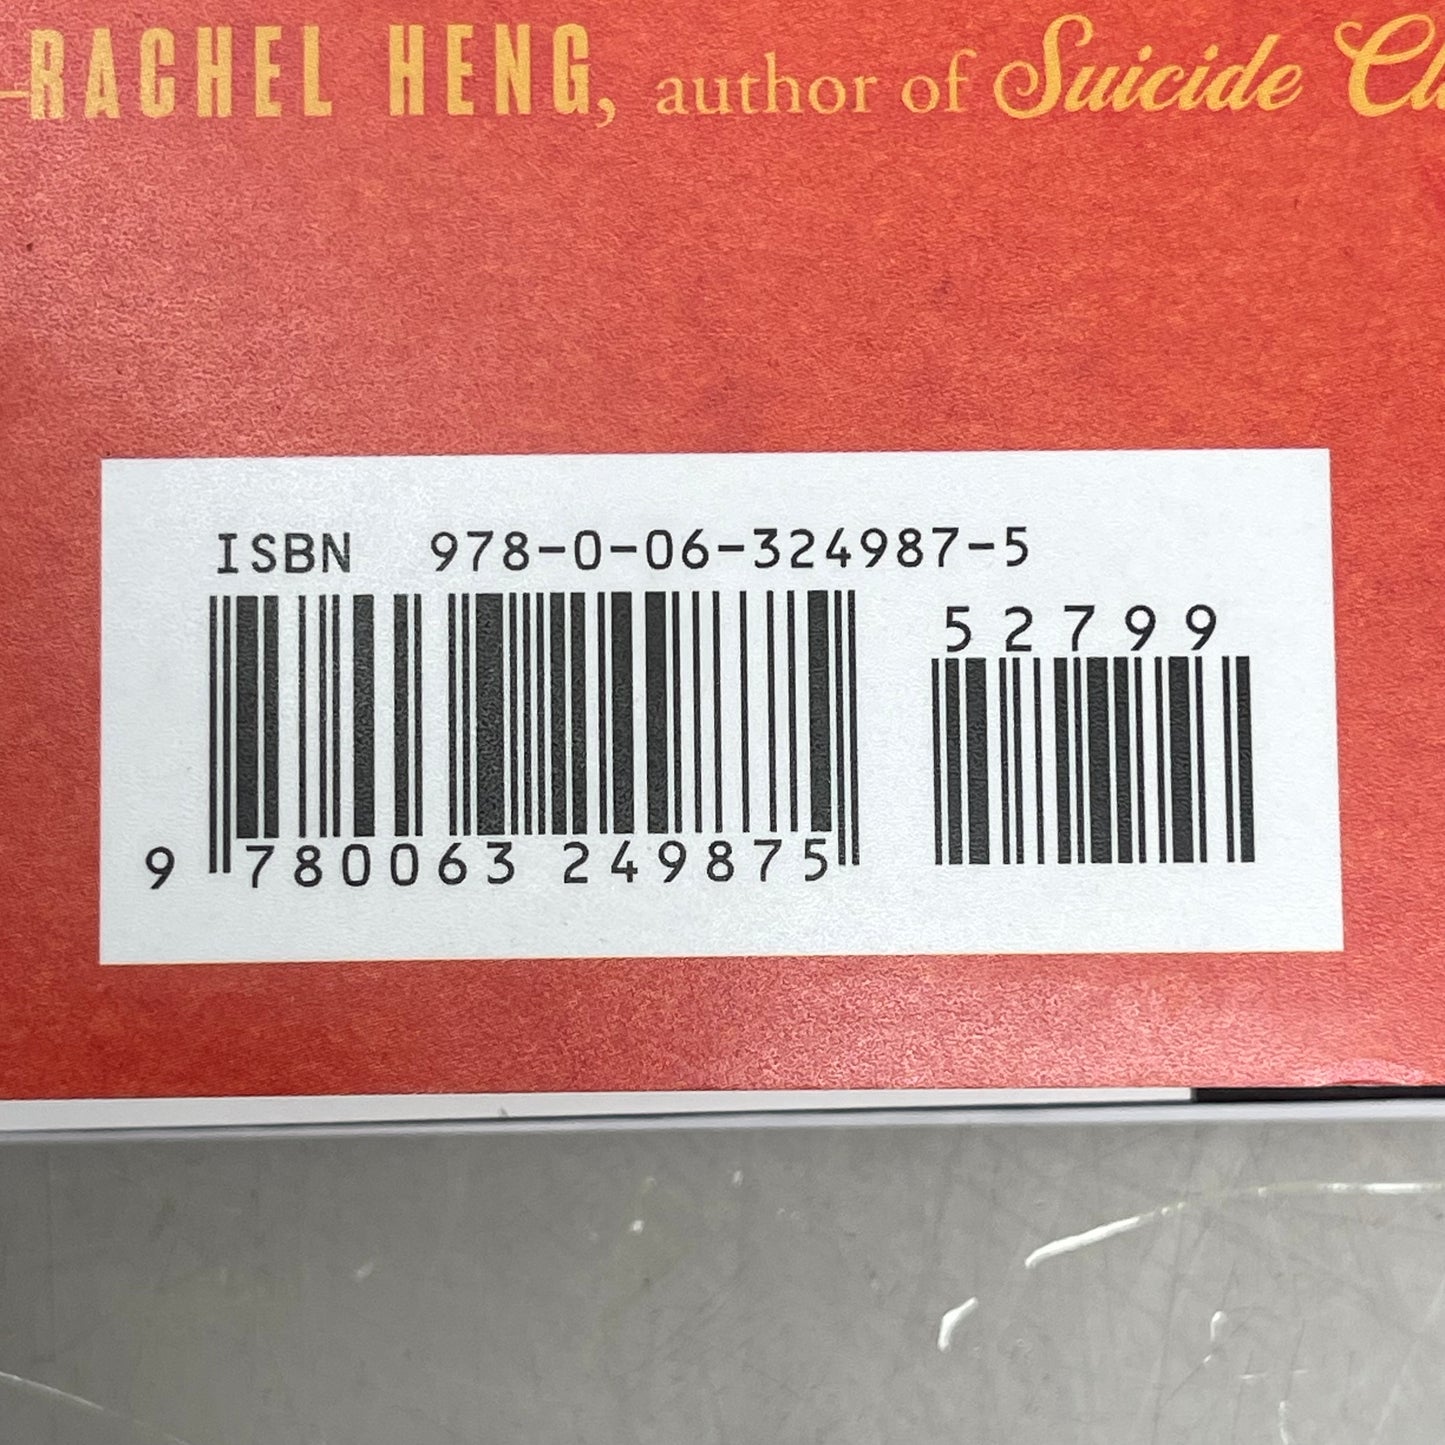 —RACHEL HENG, author of Suicide
ISBN 978-0-06-324987-5
52799
9 780063 249875